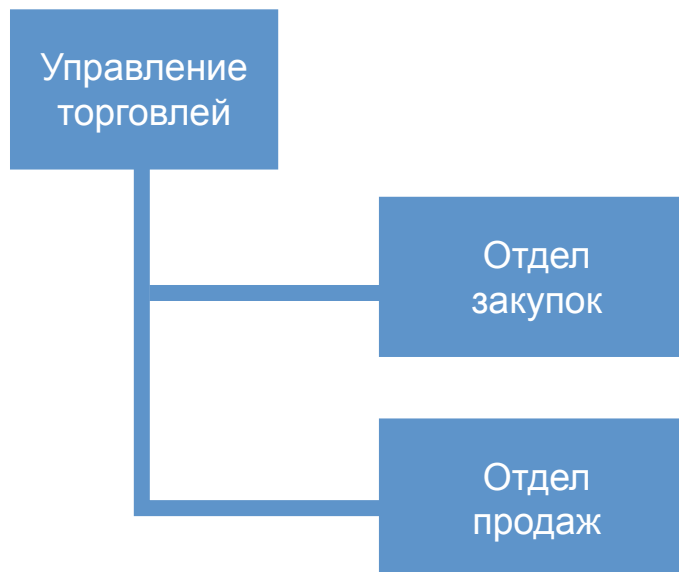 Управление
торговлей
Отдел
закупок
Отдел
продаж